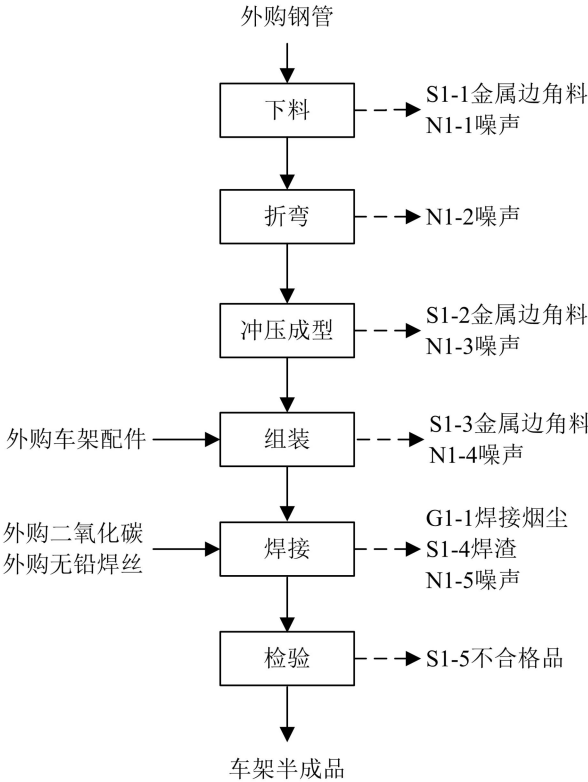 外购钢管
下料
S1-1金属边角料
N1-1噪声
折弯
N1-2噪声
冲压成型
S1-2金属边角料
N1-3噪声
外购车架配件
组装
S1-3金属边角料
N1-4噪声
外购二氧化碳
外购无铅焊丝
焊接
G1-1焊接烟尘
S1-4焊渣
N1-5噪声
检验
S1-5不合格品
车架半成品